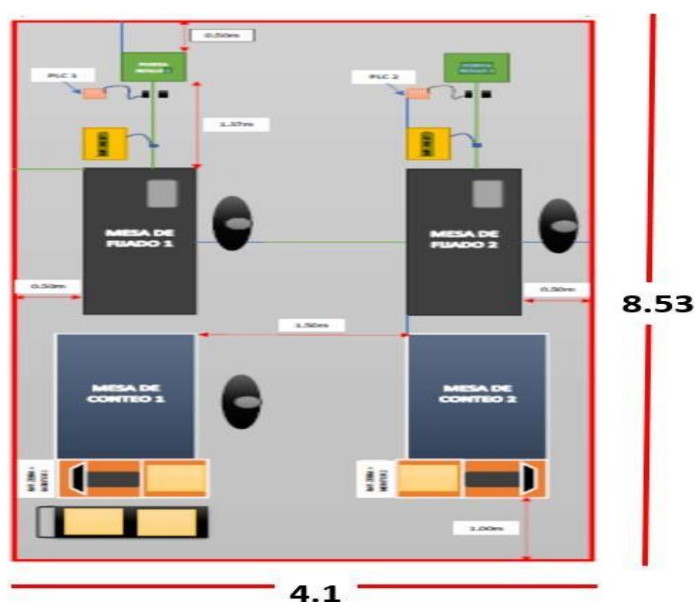 0.50m
PORTA
PLC 1
PLC 2
1.37m
MESA DE
FIJADO 1
MESA DE
FIJADO 2
0.50m
0.50m
8.53
1.50m
MESA DE
CONTEO 1
MESA DE
CONTEO 2
1.00m
4.1